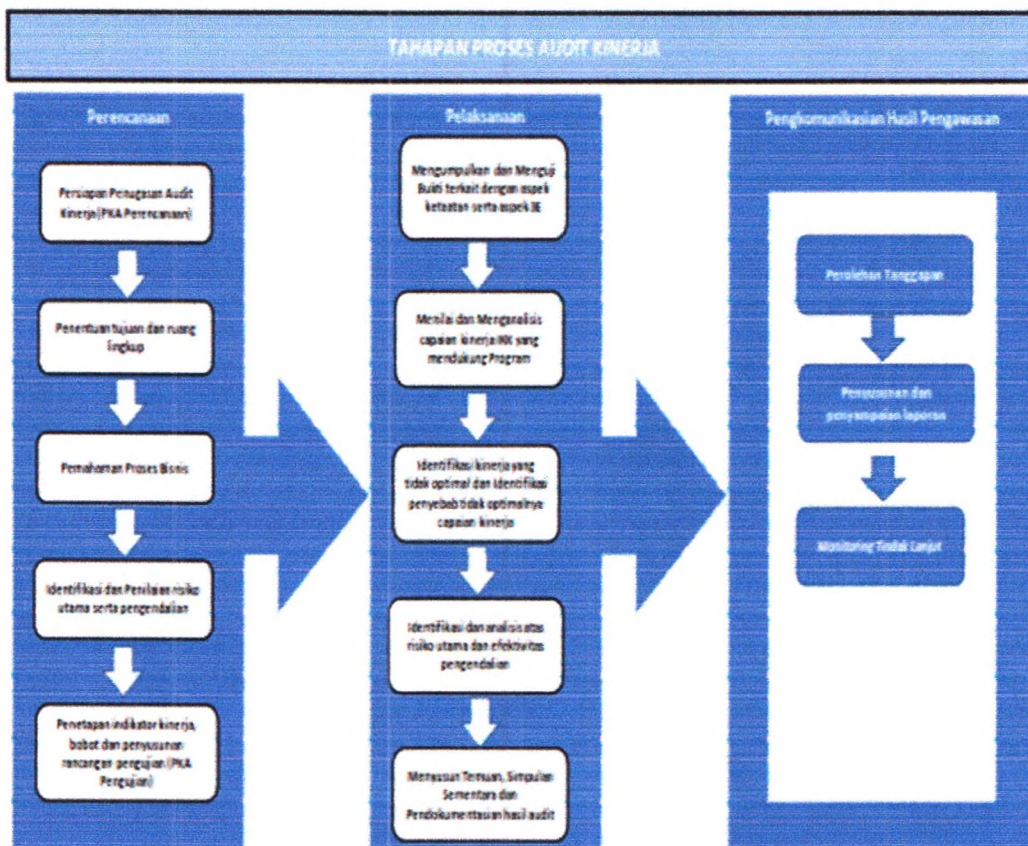 TAHAPAN PROSES AUDIT KINERJA
Perencanaan
Persiapan Penugasan Audit
Kinerja (PKA Perencanaan)
Penentuan tujuan dan ruang
lingkup
Pemahaman Proses Bisnis
Identifikasi dan Penilaian risiko
utama serta pengendalian
Penetapan indikator kinerja,
bobot dan penyusunan
rancangan pengujian (PKA
Pengujian)
Pelaksanaan
Mengumpulkan dan Menguji
Bukti terkait dengan aspek
ketaatan serta aspek 3E
Menilai dan Menganalisis
capaian kinerja IKK yang
mendukung Program
Identifikasi kinerja yang
tidak optimal dan Identifikasi
penyebab tidak optimalnya
capaian kinerja
Identifikasi dan analisis atas
risiko utama dan efektivitas
pengendalian
Menyusun Temuan, Simpulan
Sementara dan
Pendokumentasian hasil audit
Pengkomunikasian Hasil Pengawasan
Perolehan Tanggapan
Penyusunan dan
penyampaian laporan
Monitoring Tindak Lanjut